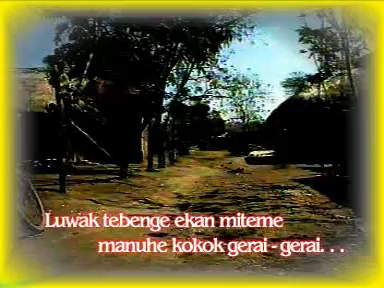 Luwak tebenge ekan miteme
manuhe kokok gerai - gerai. . .